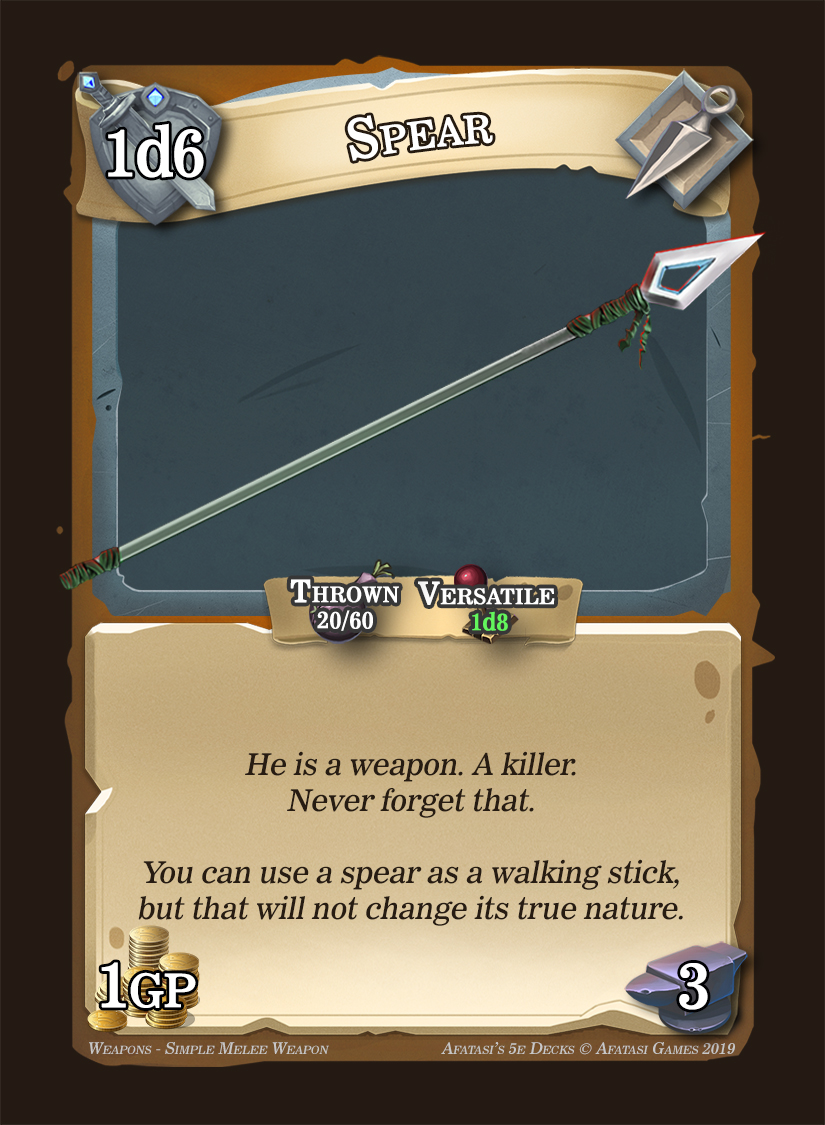 1d6
Spear
Thrown Versatile
20/60 1d8
He is a weapon. A killer.
Never forget that.
You can use a spear as a walking stick,
but that will not change its true nature.
1GP
3
Weapons - Simple Melee Weapon
Afatasi's 5e Decks © Afatasi Games 2019